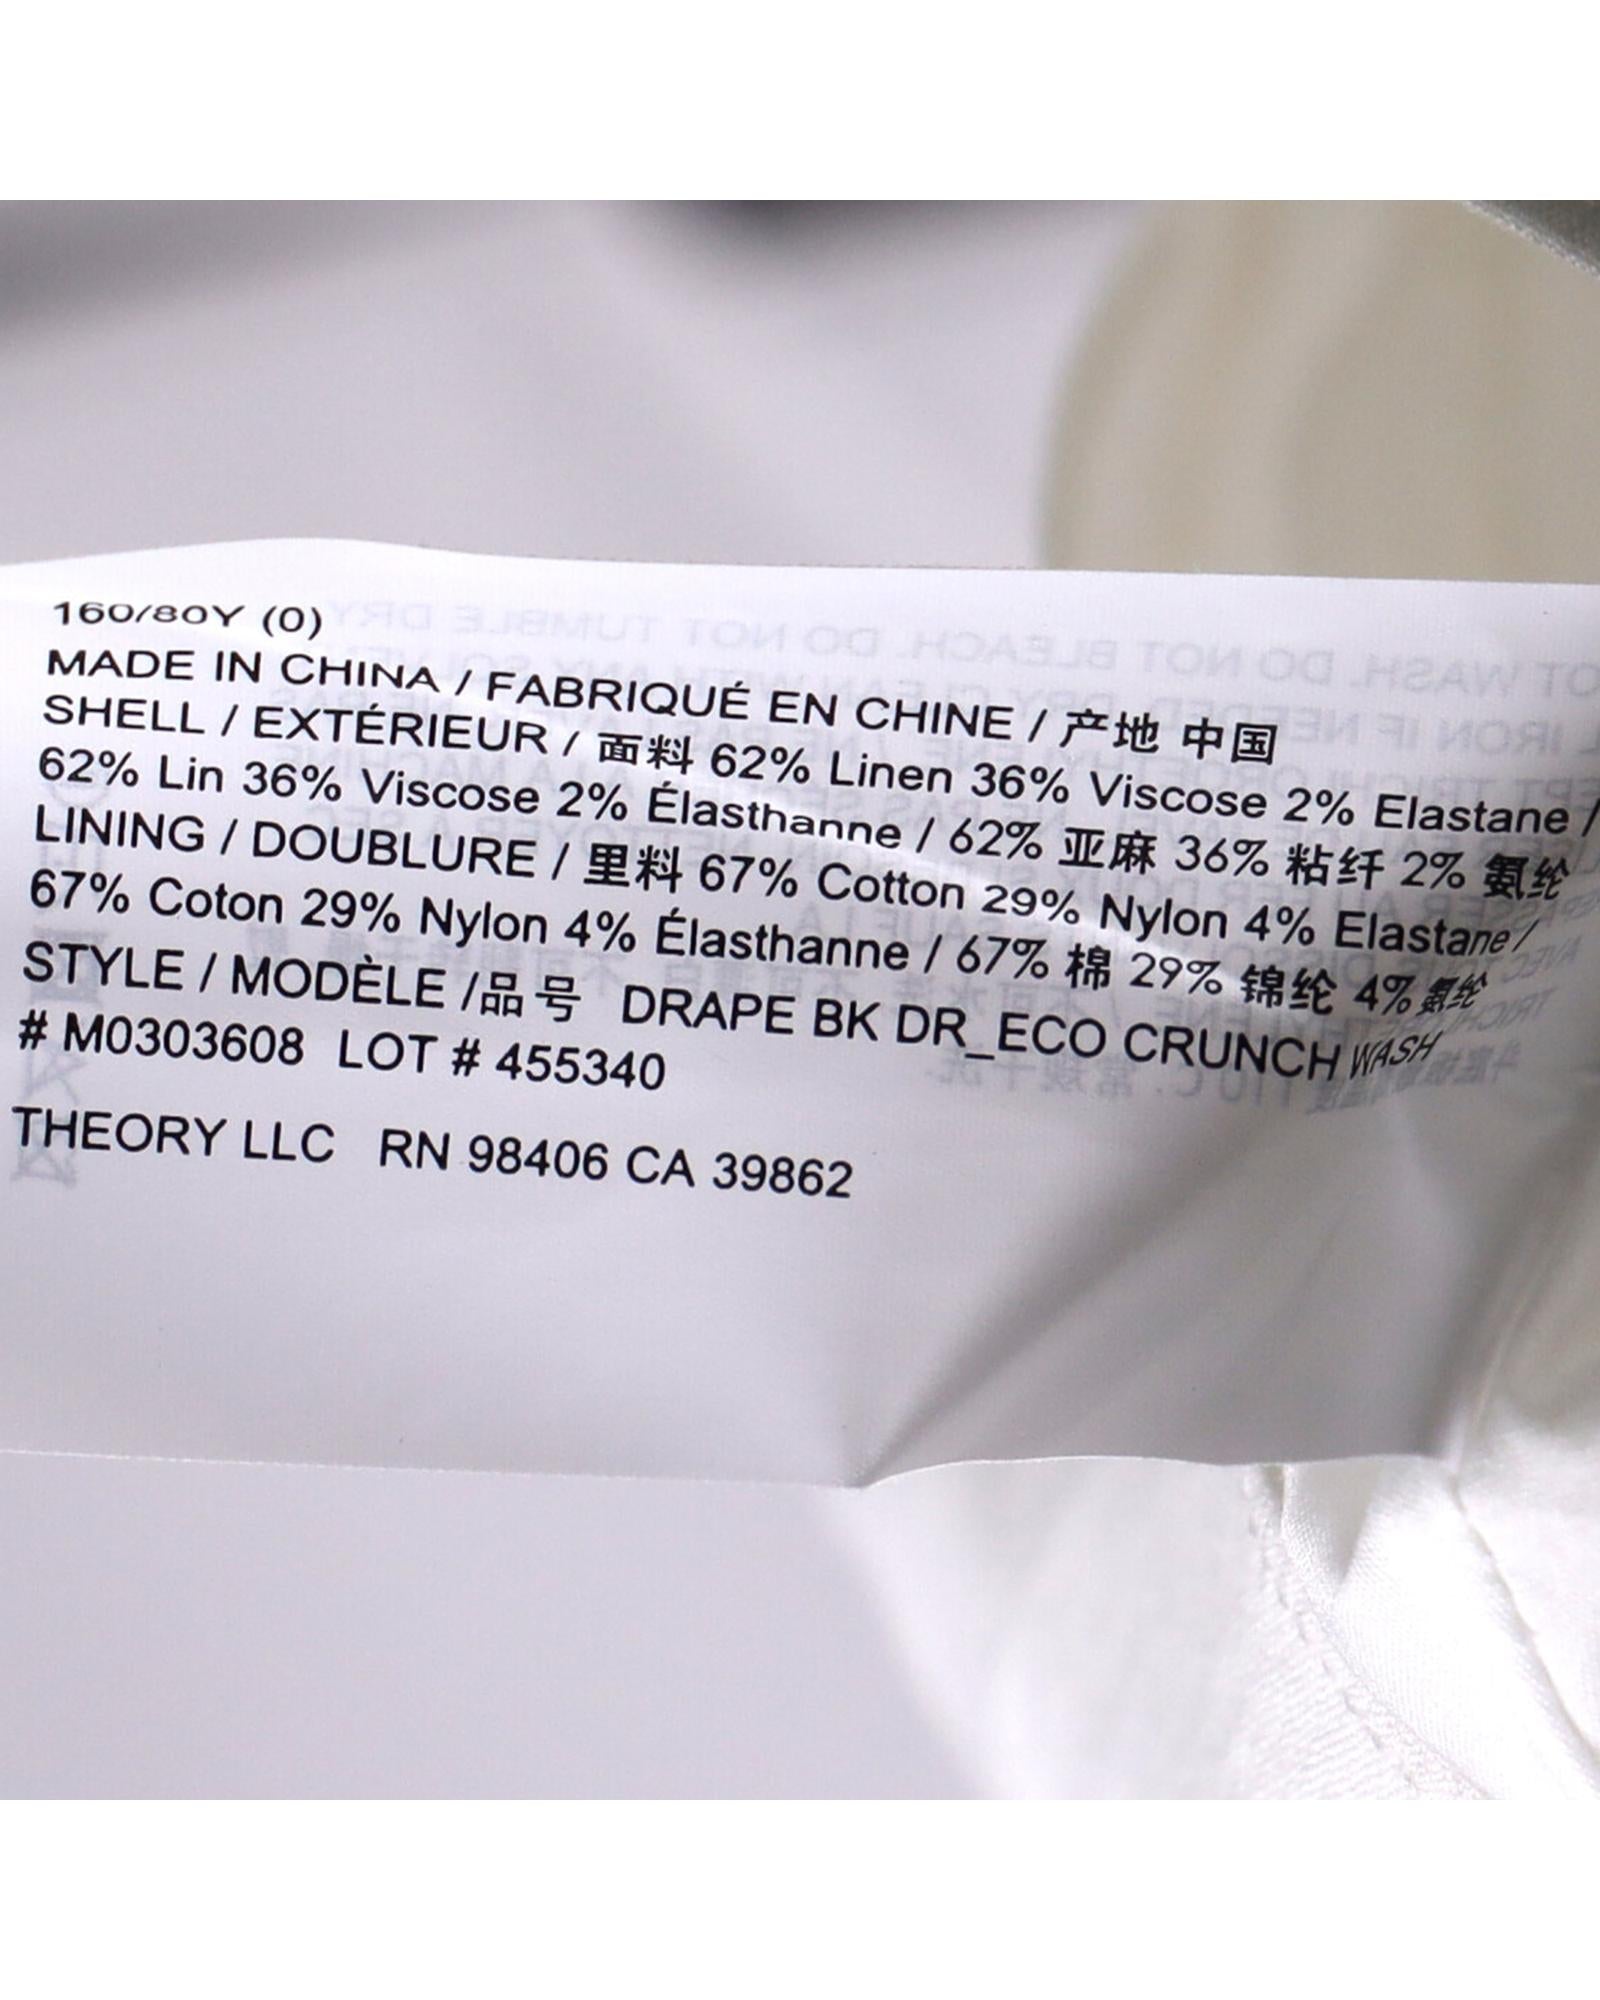 160/80Y (0)
MADE IN CHINA / FABRIQUÉ EN CHINE / 产地 中国
SHELL / EXTÉRIEUR / 面料 62% Linen 36% Viscose 2% Elastane /
62% Lin 36% Viscose 2% Élasthanne / 62% 亚麻 36% 粘纤 2% 氨纶
LINING / DOUBLURE / 里料 67% Cotton 29% Nylon 4% Elastane /
67% Coton 29% Nylon 4% Élasthanne / 67% 棉 29% 锦纶 4% 氨纶
STYLE / MODÈLE /品号 DRAPE BK DR_ECO CRUNCH WASH
# M0303608 LOT # 455340
THEORY LLC RN 98406 CA 39862